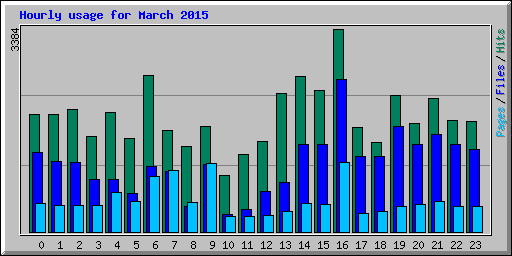 Hourly usage for March 2015
3384
Pages/Files/Hits
0 1 2 3 4 5 6 7 8 9 10 11 12 13 14 15 16 17 18 19 20 21 22 23